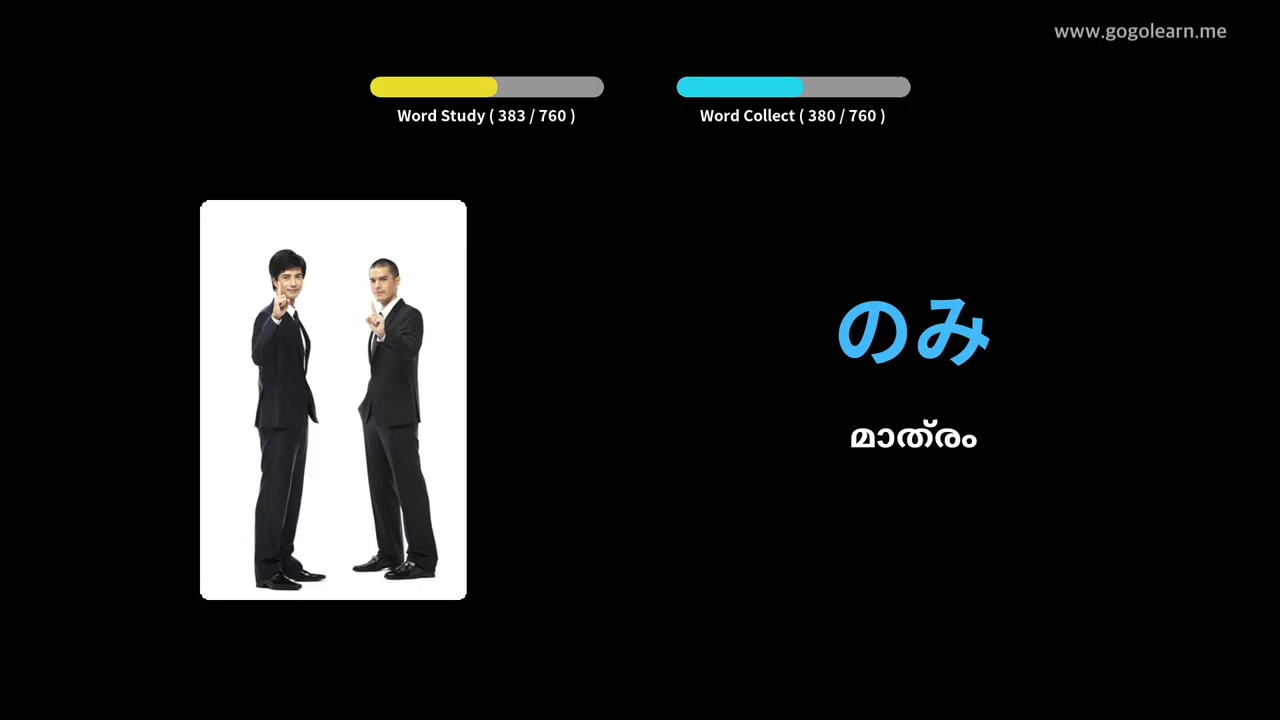 www.gogolearn.me
Word Study ( 383 / 760 )
Word Collect ( 380 / 760 )
のみ
മാത്രം